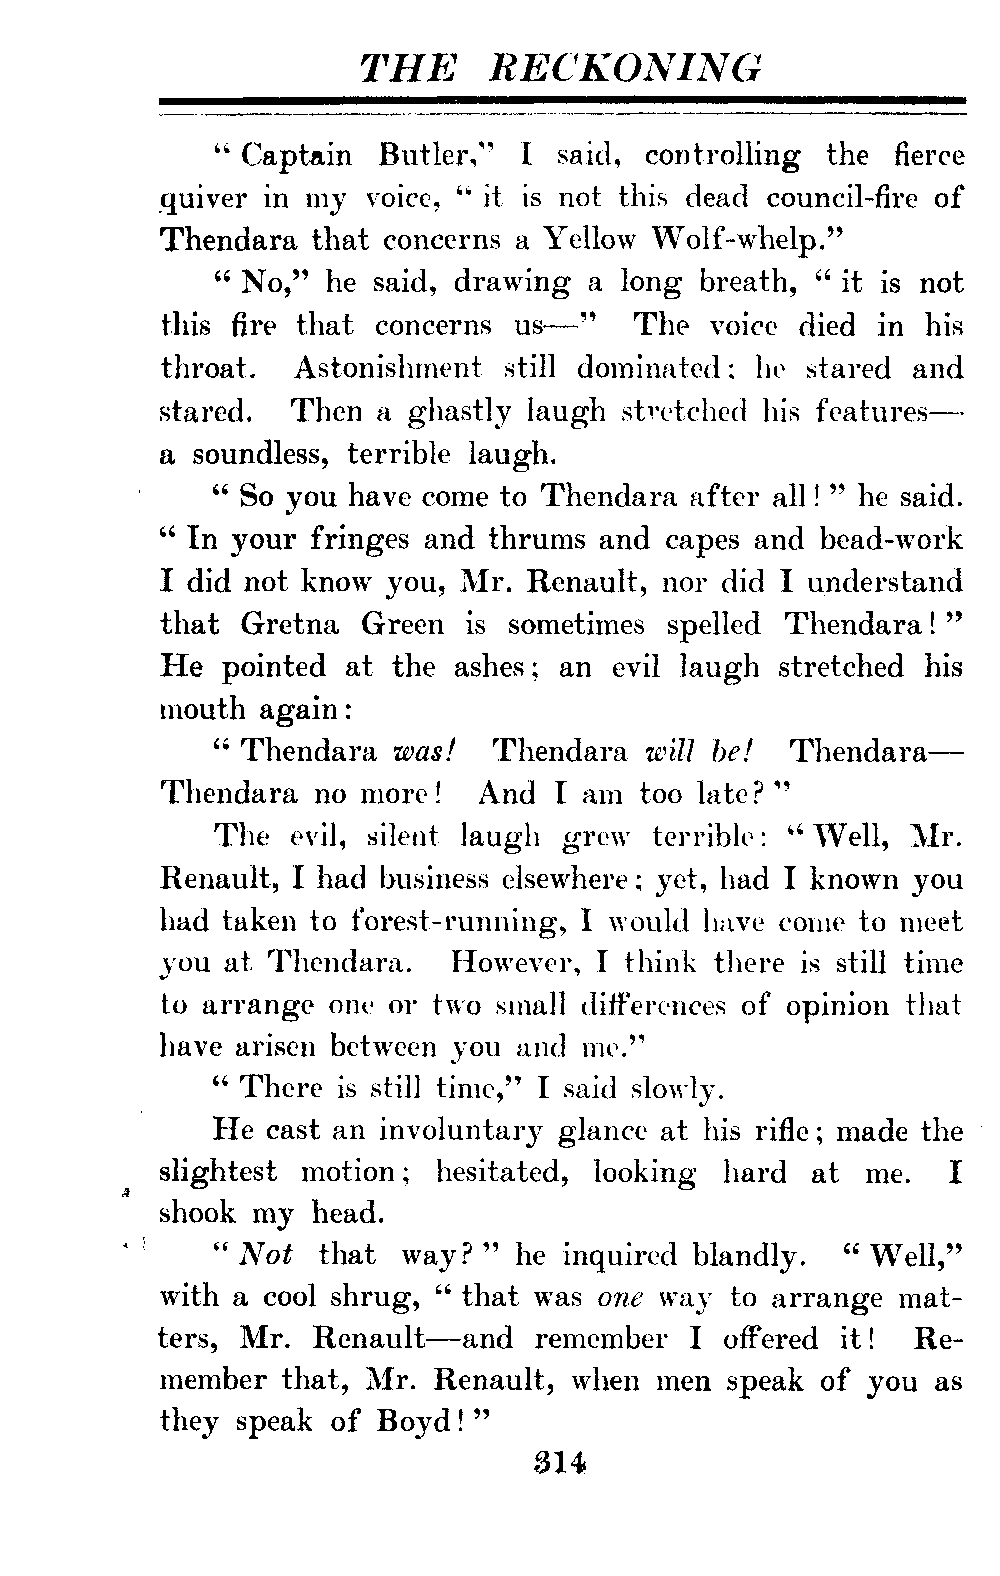 THE RECKONING
“ Captain Butler,” I said, controlling the fierce
quiver in my voice, “ it is not this dead council-fire of
Thendara that concerns a Yellow Wolf-whelp.”
“ No,” he said, drawing a long breath, “ it is not
this fire that concerns us—” The voice died in his
throat. Astonishment still dominated; he stared and
stared. Then a ghastly laugh stretched his features—
a soundless, terrible laugh.
“ So you have come to Thendara after all! ” he said.
“ In your fringes and thrums and capes and bead-work
I did not know you, Mr. Renault, nor did I understand
that Gretna Green is sometimes spelled Thendara! ”
He pointed at the ashes; an evil laugh stretched his
mouth again:
“ Thendara was! Thendara will be! Thendara—
Thendara no more! And I am too late? ”
The evil, silent laugh grew terrible: “ Well, Mr.
Renault, I had business elsewhere; yet, had I known you
had taken to forest-running, I would have come to meet
you at Thendara. However, I think there is still time
to arrange one or two small differences of opinion that
have arisen between you and me.”
“ There is still time,” I said slowly.
He cast an involuntary glance at his rifle; made the
slightest motion; hesitated, looking hard at me. I
shook my head.
“ Not that way? ” he inquired blandly. “ Well,”
with a cool shrug, “ that was one way to arrange mat-
ters, Mr. Renault—and remember I offered it! Re-
member that, Mr. Renault, when men speak of you as
they speak of Boyd! ”
314